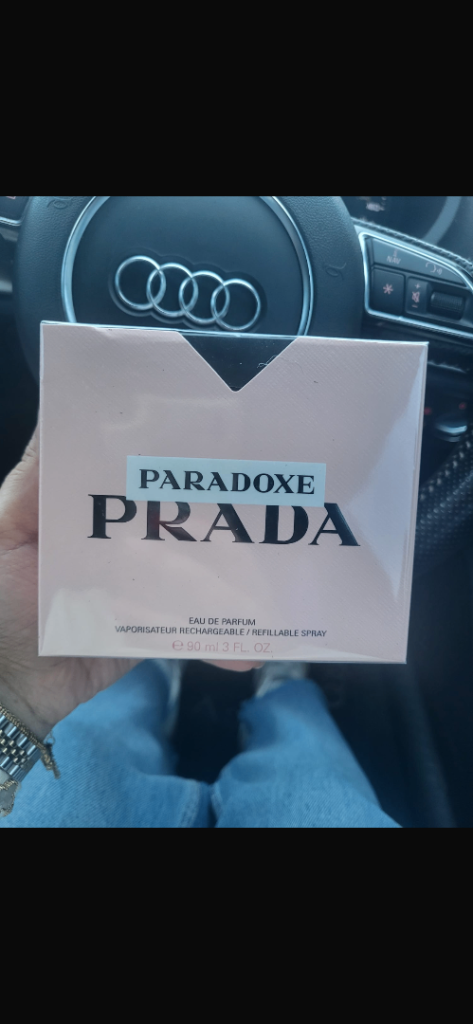 PARADOXE
PRADA
EAU DE PARFUM
VAPORISATEUR RECHARGEABLE / REFILLABLE SPRAY
℮ 90 ml 3 FL. OZ.